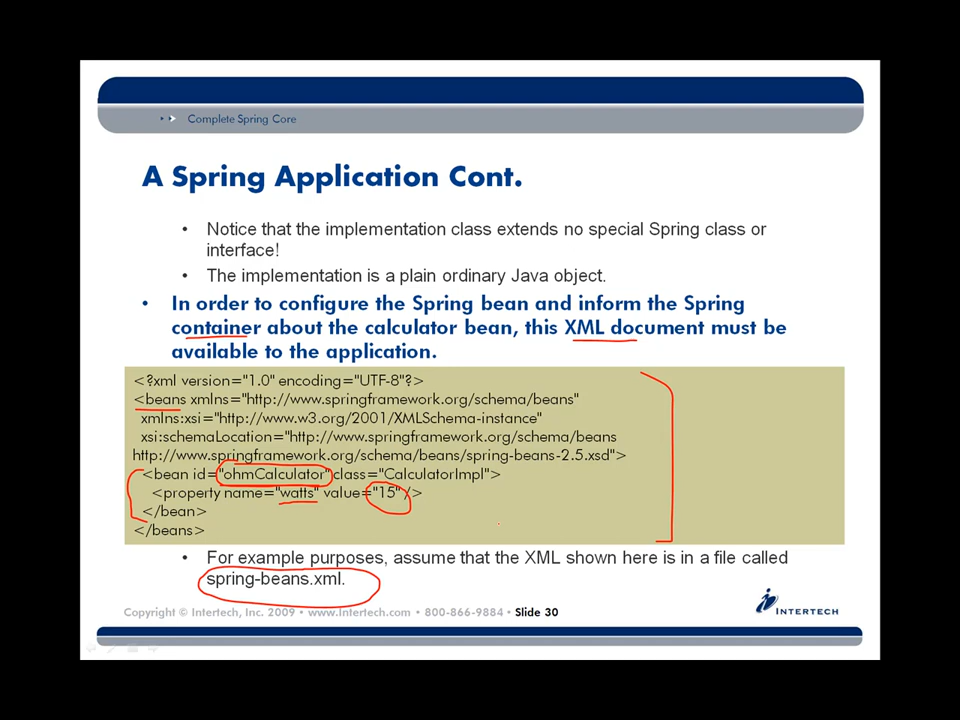 Complete Spring Core
A Spring Application Cont.
• Notice that the implementation class extends no special Spring class or
interface!
• The implementation is a plain ordinary Java object.
• In order to configure the Spring bean and inform the Spring
container about the calculator bean, this XML document must be
available to the application.
<?xml version="1.0" encoding="UTF-8"?>
<beans xmlns="http://www.springframework.org/schema/beans"
xmlns:xsi="http://www.w3.org/2001/XMLSchema-instance"
xsi:schemaLocation="http://www.springframework.org/schema/beans
http://www.springframework.org/schema/beans/spring-beans-2.5.xsd">
<bean id="ohmCalculator" class="CalculatorImpl">
<property name="watts" value="15" />
</bean>
</beans>
• For example purposes, assume that the XML shown here is in a file called
spring-beans.xml.
Copyright © Intertech, Inc. 2009 • www.Intertech.com • 800-866-9884 • Slide 30
INTERTECH